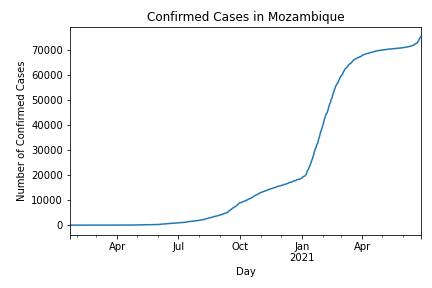 Confirmed Cases in Mozambique
Number of Confirmed Cases
70000
60000
50000
40000
30000
20000
10000
0
Apr
Jul
Oct
Jan
2021
Apr
Day